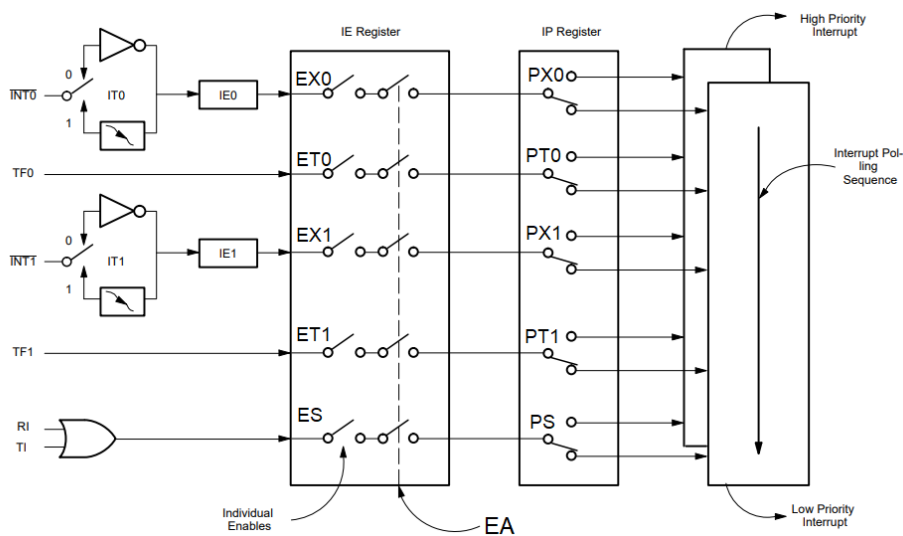 High Priority
Interrupt
IE Register
IP Register
0
INT0
IT0
1
IE0
EX0
PX0
TF0
ET0
PT0
Interrupt Pol-
ling
Sequence
0
INT1
IT1
1
IE1
EX1
PX1
TF1
ET1
PT1
RI
TI
ES
PS
Individual
Enables
EA
Low Priority
Interrupt